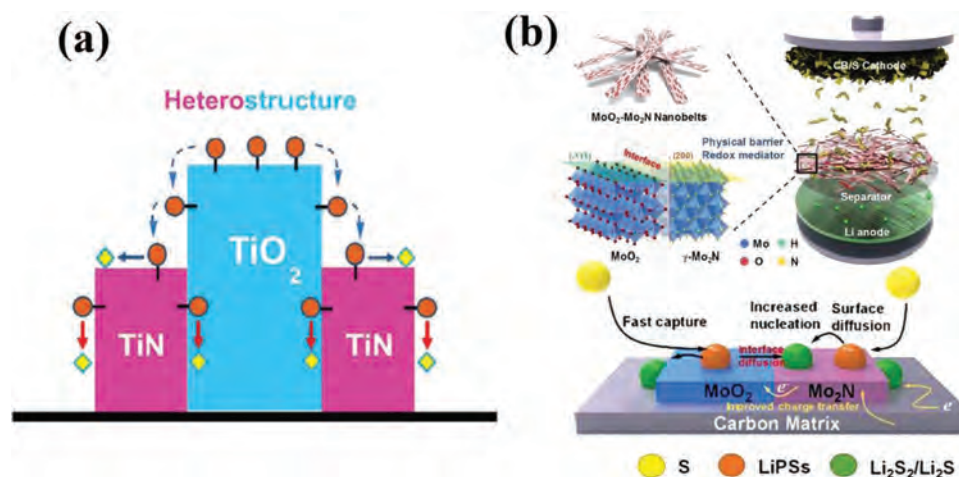 (a)
Heterostructure
TiO2
TiN
TiN
(b)
CB/S Cathode
MoO2-Mo2N Nanobelts
Physical barrier
Redox mediator
Interface
(200)
Separator
Li anode
MoO2
γ-Mo2N
Mo
H
O
N
Fast capture
Increased
nucleation
Surface
diffusion
Interface
diffusion
MoO2
e-
Mo2N
Improved charge transfer
e-
Carbon Matrix
S
LiPSs
Li2S2/Li2S